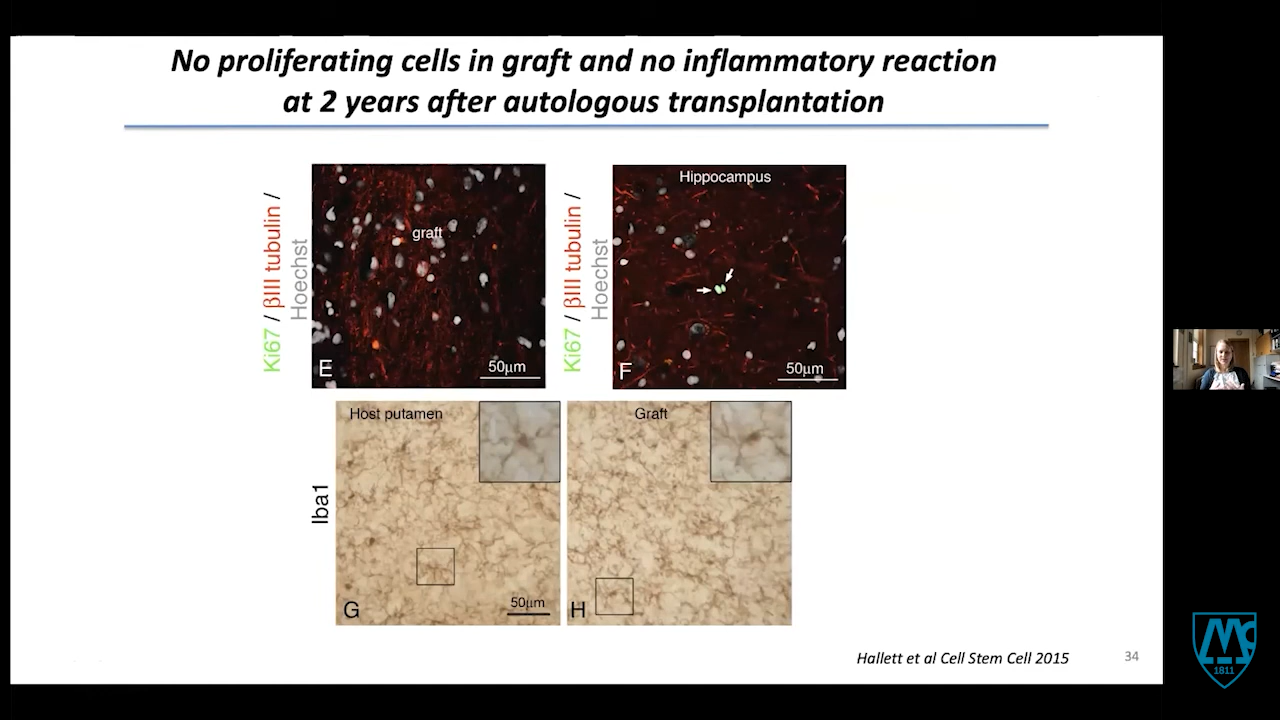 No proliferating cells in graft and no inflammatory reaction
at 2 years after autologous transplantation
Ki67 / βIII tubulin /
Hoechst
graft
E
50μm
Ki67 / βIII tubulin /
Hoechst
Hippocampus
F
50μm
Iba1
Host putamen
G
50μm
Graft
H
Hallett et al Cell Stem Cell 2015
34
1811